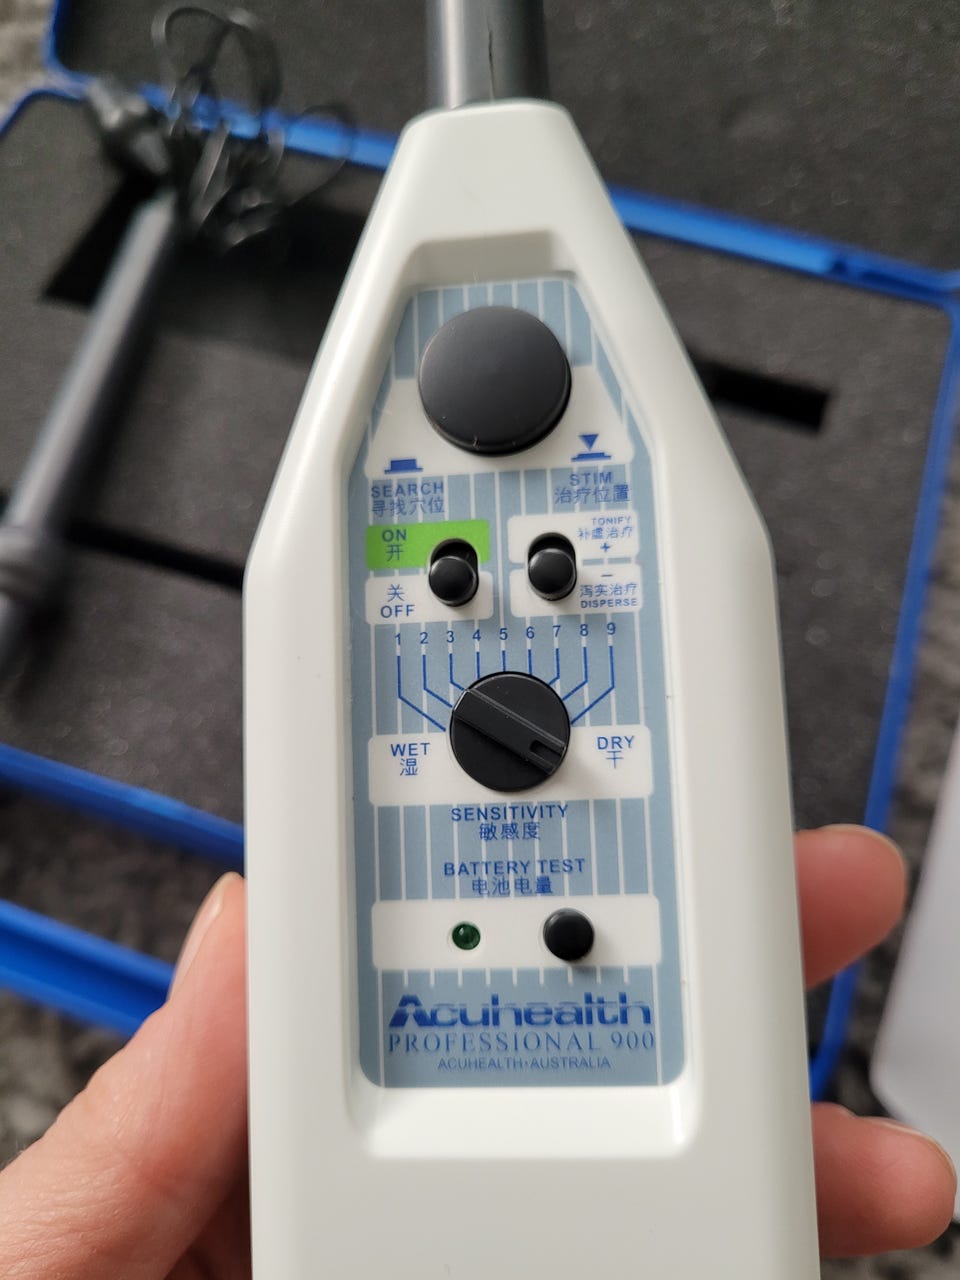 SEARCH
寻找穴位
STIM
治疗位置
ON
开
关
OFF
TONIFY
补虚治疗
+
−
泻实治疗
DISPERSE
1 2 3 4 5 6 7 8 9
WET
湿
DRY
干
SENSITIVITY
敏感度
BATTERY TEST
电池电量
Acuhealth
PROFESSIONAL 900
ACUHEALTH·AUSTRALIA